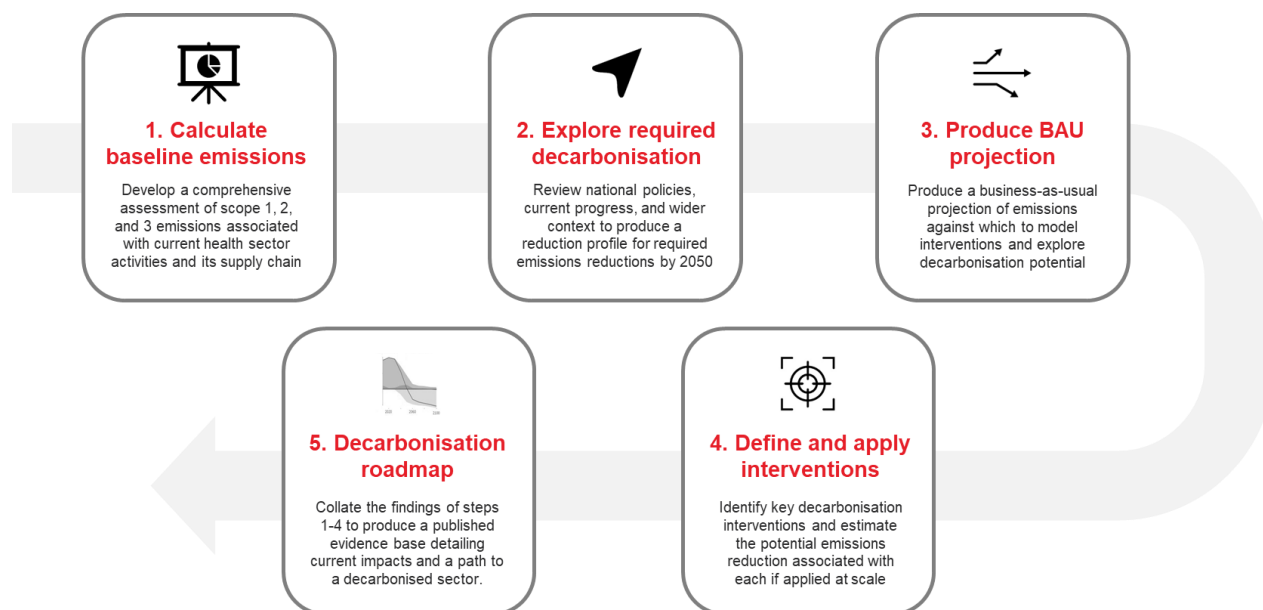 1. Calculate
baseline emissions
Develop a comprehensive
assessment of scope 1, 2,
and 3 emissions associated
with current health sector
activities and its supply chain
2. Explore required
decarbonisation
Review national policies,
current progress, and wider
context to produce a
reduction profile for required
emissions reductions by 2050
3. Produce BAU
projection
Produce a business-as-usual
projection of emissions
against which to model
interventions and explore
decarbonisation potential
4. Define and apply
interventions
Identify key decarbonisation
interventions and estimate
the potential emissions
reduction associated with
each if applied at scale
5. Decarbonisation
roadmap
Collate the findings of steps
1-4 to produce a published
evidence base detailing
current impacts and a path to
a decarbonised sector.